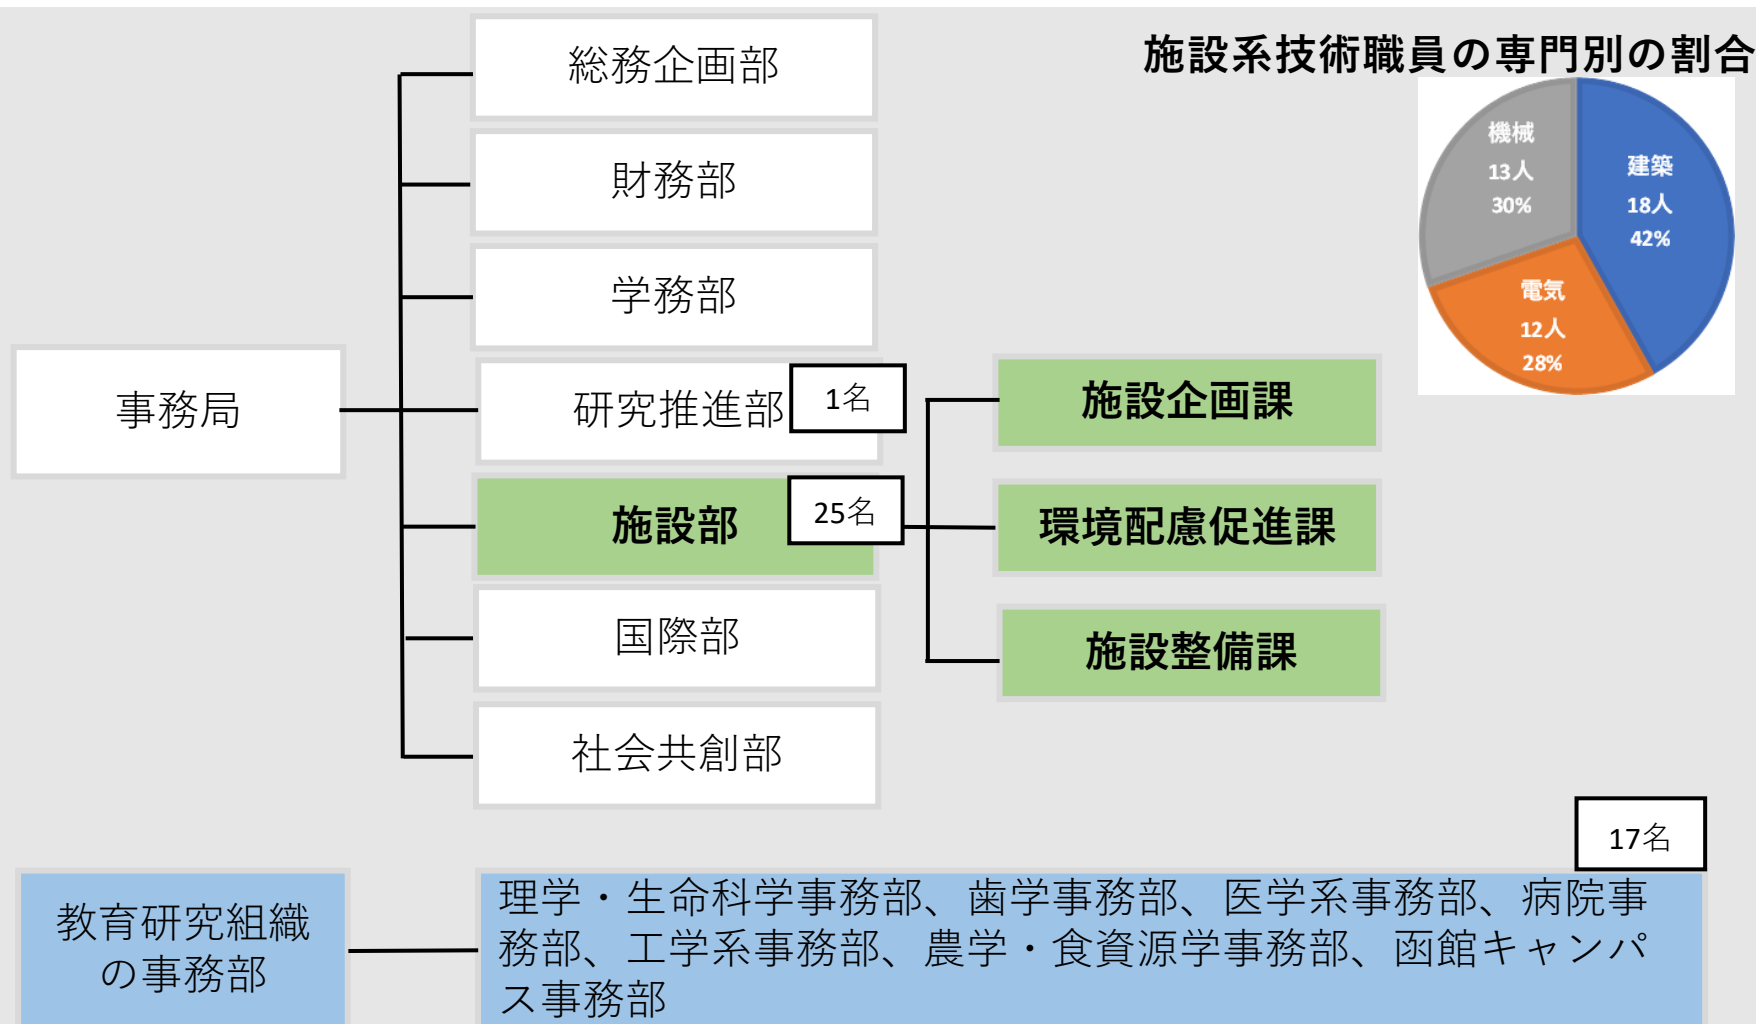 施設系技術職員の専門別の割合
機械
13人
30%
建築
18人
42%
電気
12人
28%
総務企画部
財務部
学務部
事務局
研究推進部
1名
施設部
25名
国際部
社会共創部
施設企画課
環境配慮促進課
施設整備課
17名
教育研究組織
の事務部
理学・生命科学事務部、歯学事務部、医学系事務部、病院事
務部、工学系事務部、農学・食資源学事務部、函館キャンパ
ス事務部